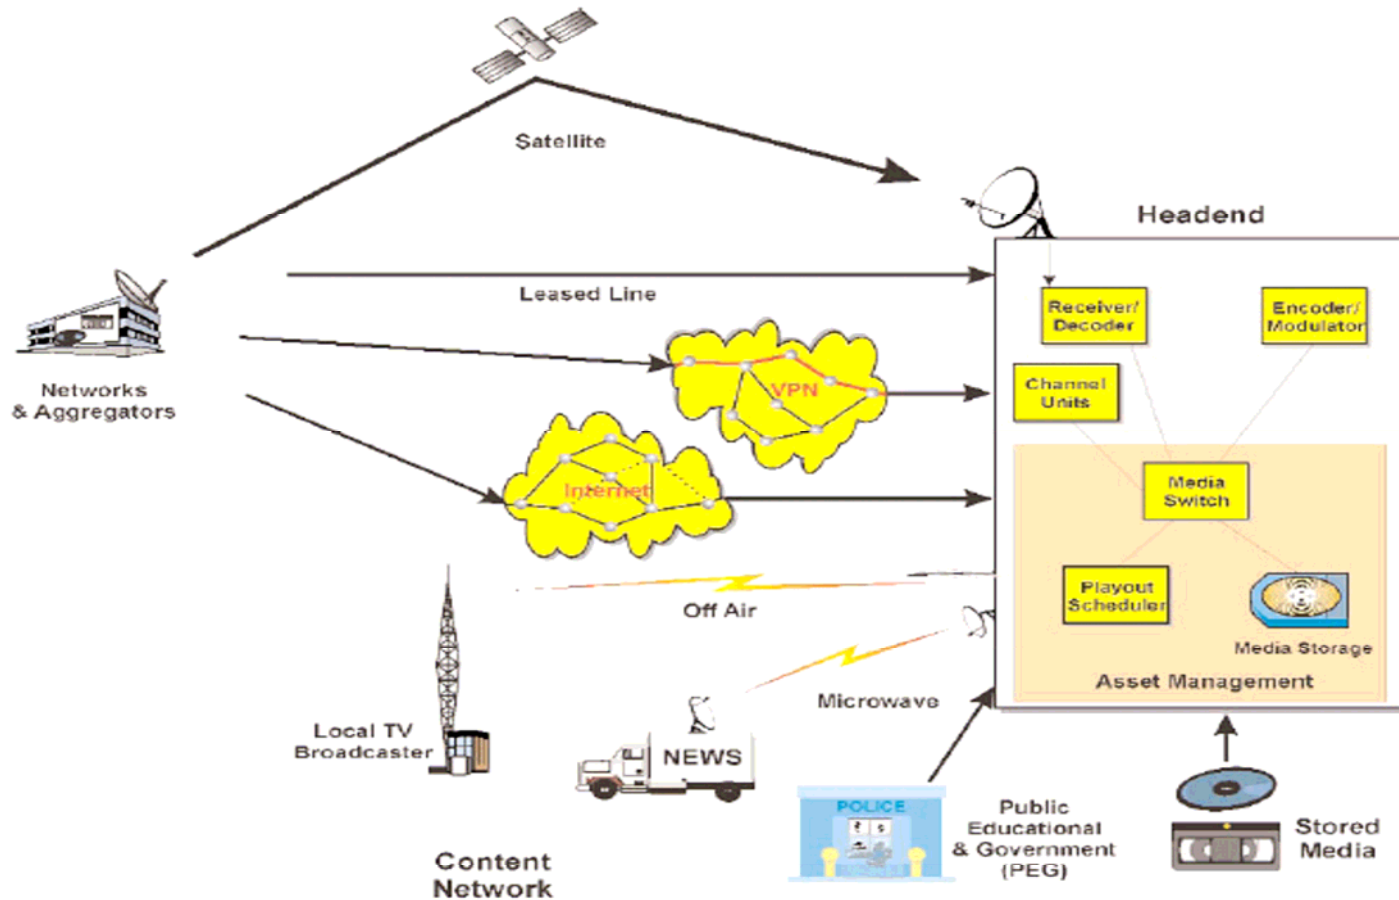 Satellite
Headend
Leased Line
Receiver/
Decoder
Encoder/
Modulator
Networks
& Aggregators
VPN
Channel
Units
Internet
Media
Switch
Off Air
Playout
Scheduler
Media Storage
Asset Management
Microwave
Local TV
Broadcaster
NEWS
POLICE
Public
Educational
& Government
(PEG)
Stored
Media
Content
Network